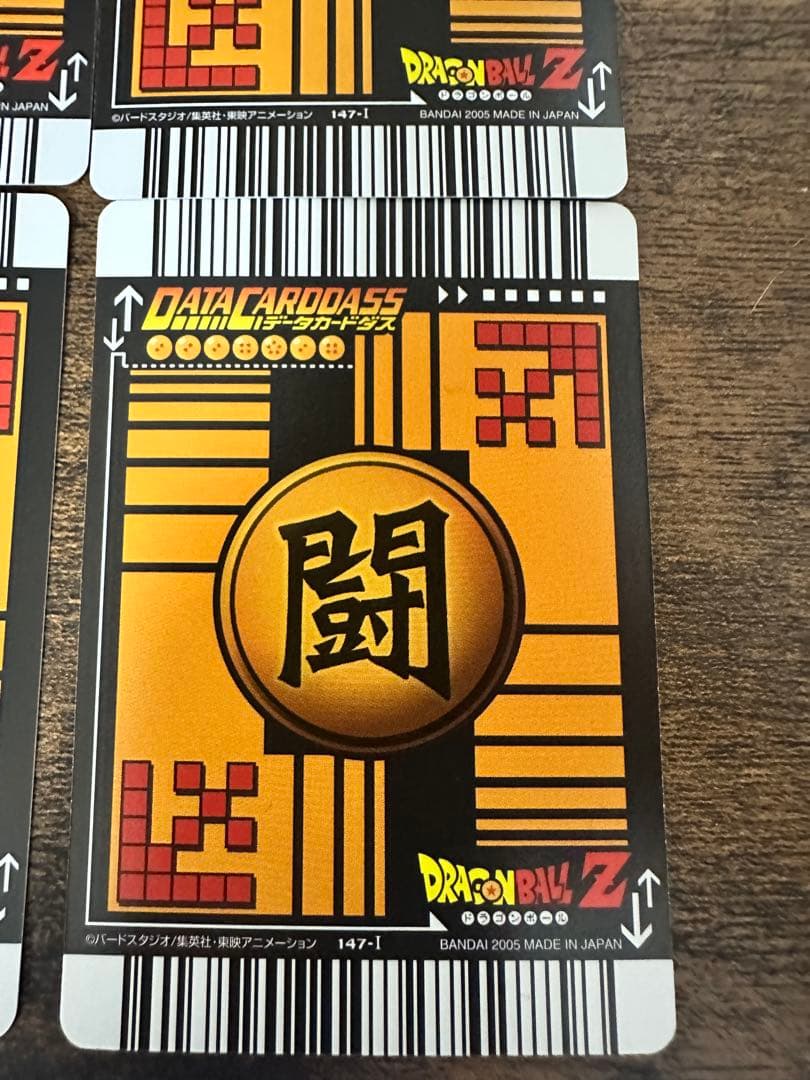 Z
IN JAPAN
DRAGON BALL Z
ドラゴンボール
©バードスタジオ/集英社・東映アニメーション 147-I BANDAI 2005 MADE IN JAPAN
DATA CARDDASS
データカードダス
闘
DRAGON BALL Z
ドラゴンボール
©バードスタジオ/集英社・東映アニメーション 147-I BANDAI 2005 MADE IN JAPAN